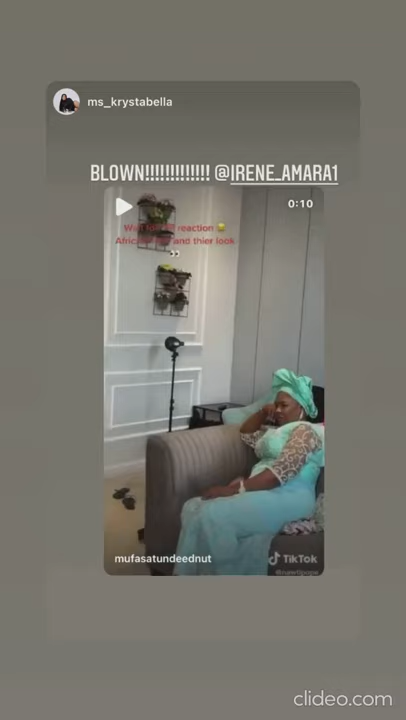 ms_krystabella
BLOWN!!!!!!!!!!!!! @IRENE_AMARA1
0:10
reaction
and thier look
mufasatundeednut
TikTok
clideo.com